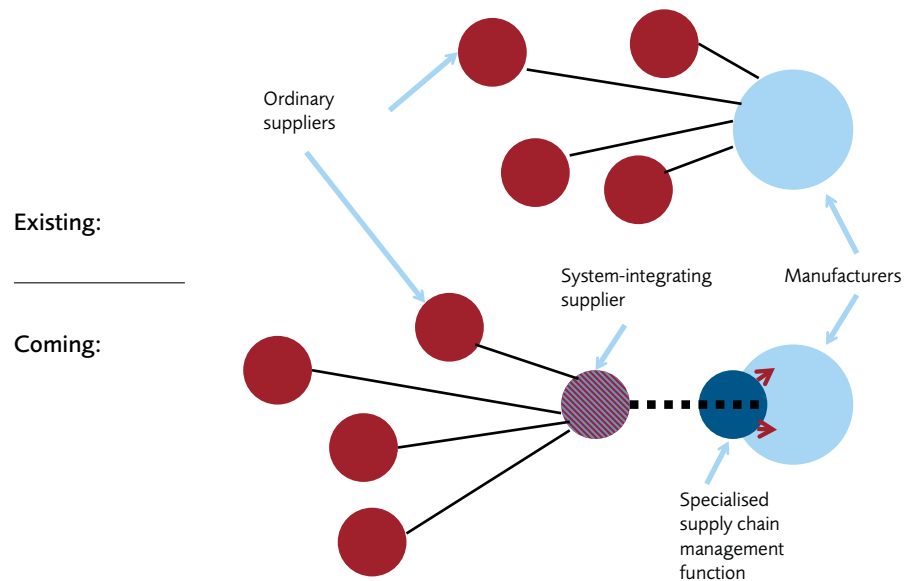 Ordinary
suppliers
Existing:
System-integrating
supplier
Manufacturers
Coming:
Specialised
supply chain
management
function